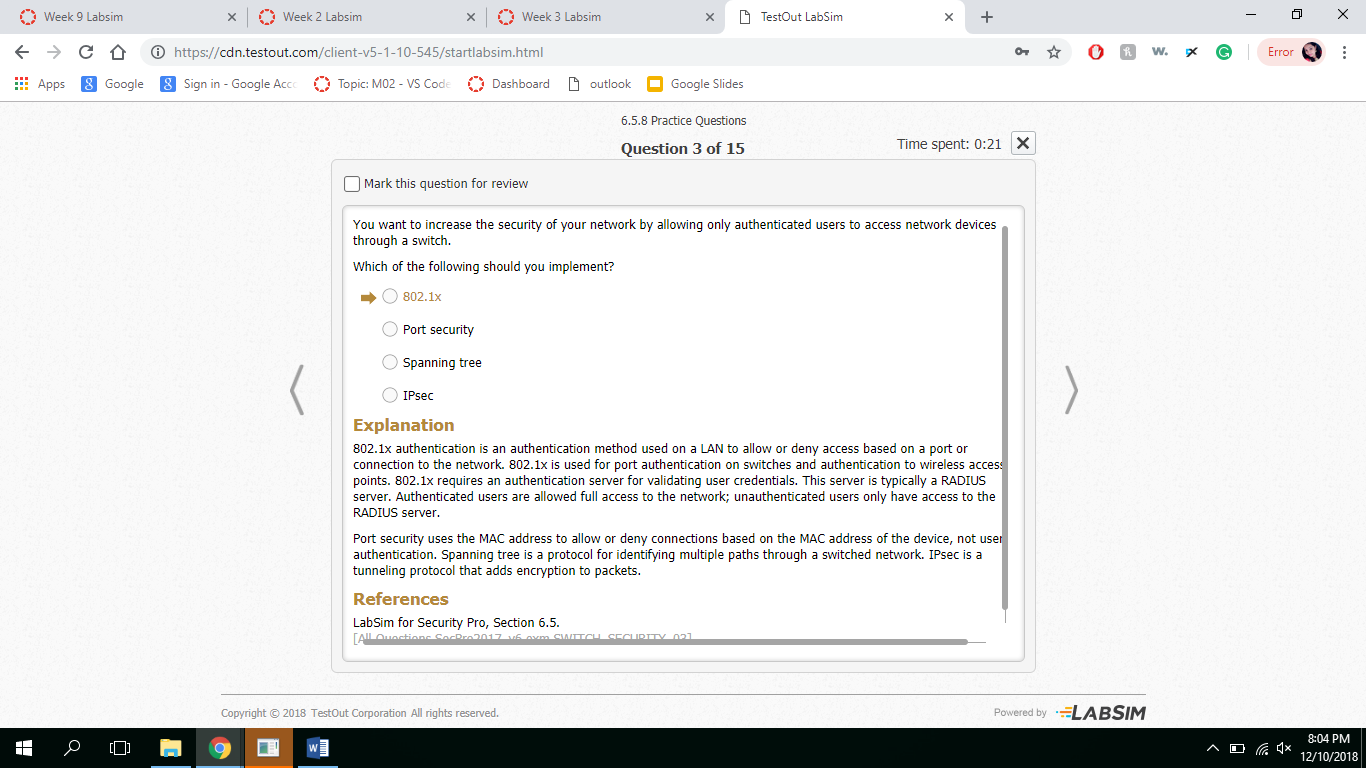 Week 9 Labsim
Week 2 Labsim
Week 3 Labsim
TestOut LabSim
https://cdn.testout.com/client-v5-1-10-545/startlabsim.html
Error
Apps
Google
Sign in - Google Acc
Topic: M02 - VS Code
Dashboard
outlook
Google Slides
6.5.8 Practice Questions
Question 3 of 15
Time spent: 0:21
Mark this question for review
You want to increase the security of your network by allowing only authenticated users to access network devices
through a switch.
Which of the following should you implement?
802.1x
Port security
Spanning tree
IPsec
Explanation
802.1x authentication is an authentication method used on a LAN to allow or deny access based on a port or
connection to the network. 802.1x is used for port authentication on switches and authentication to wireless access
points. 802.1x requires an authentication server for validating user credentials. This server is typically a RADIUS
server. Authenticated users are allowed full access to the network; unauthenticated users only have access to the
RADIUS server.
Port security uses the MAC address to allow or deny connections based on the MAC address of the device, not user
authentication. Spanning tree is a protocol for identifying multiple paths through a switched network. IPsec is a
tunneling protocol that adds encryption to packets.
References
LabSim for Security Pro, Section 6.5.
[All Questions SecPro2017_v6.exm SWITCH_SECURITY_03]
Copyright © 2018 TestOut Corporation All rights reserved.
Powered by LABSIM
8:04 PM
12/10/2018